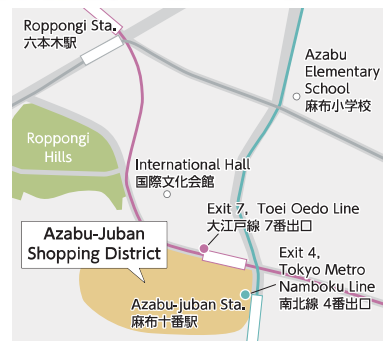 Roppongi Sta.
六本木駅
Azabu
Elementary
School
麻布小学校
Roppongi
Hills
International Hall
国際文化会館
Azabu-Juban
Shopping District
Exit 7, Toei Oedo Line
大江戸線 7番出口
Exit 4,
Tokyo Metro
Namboku Line
南北線 4番出口
Azabu-juban Sta.
麻布十番駅